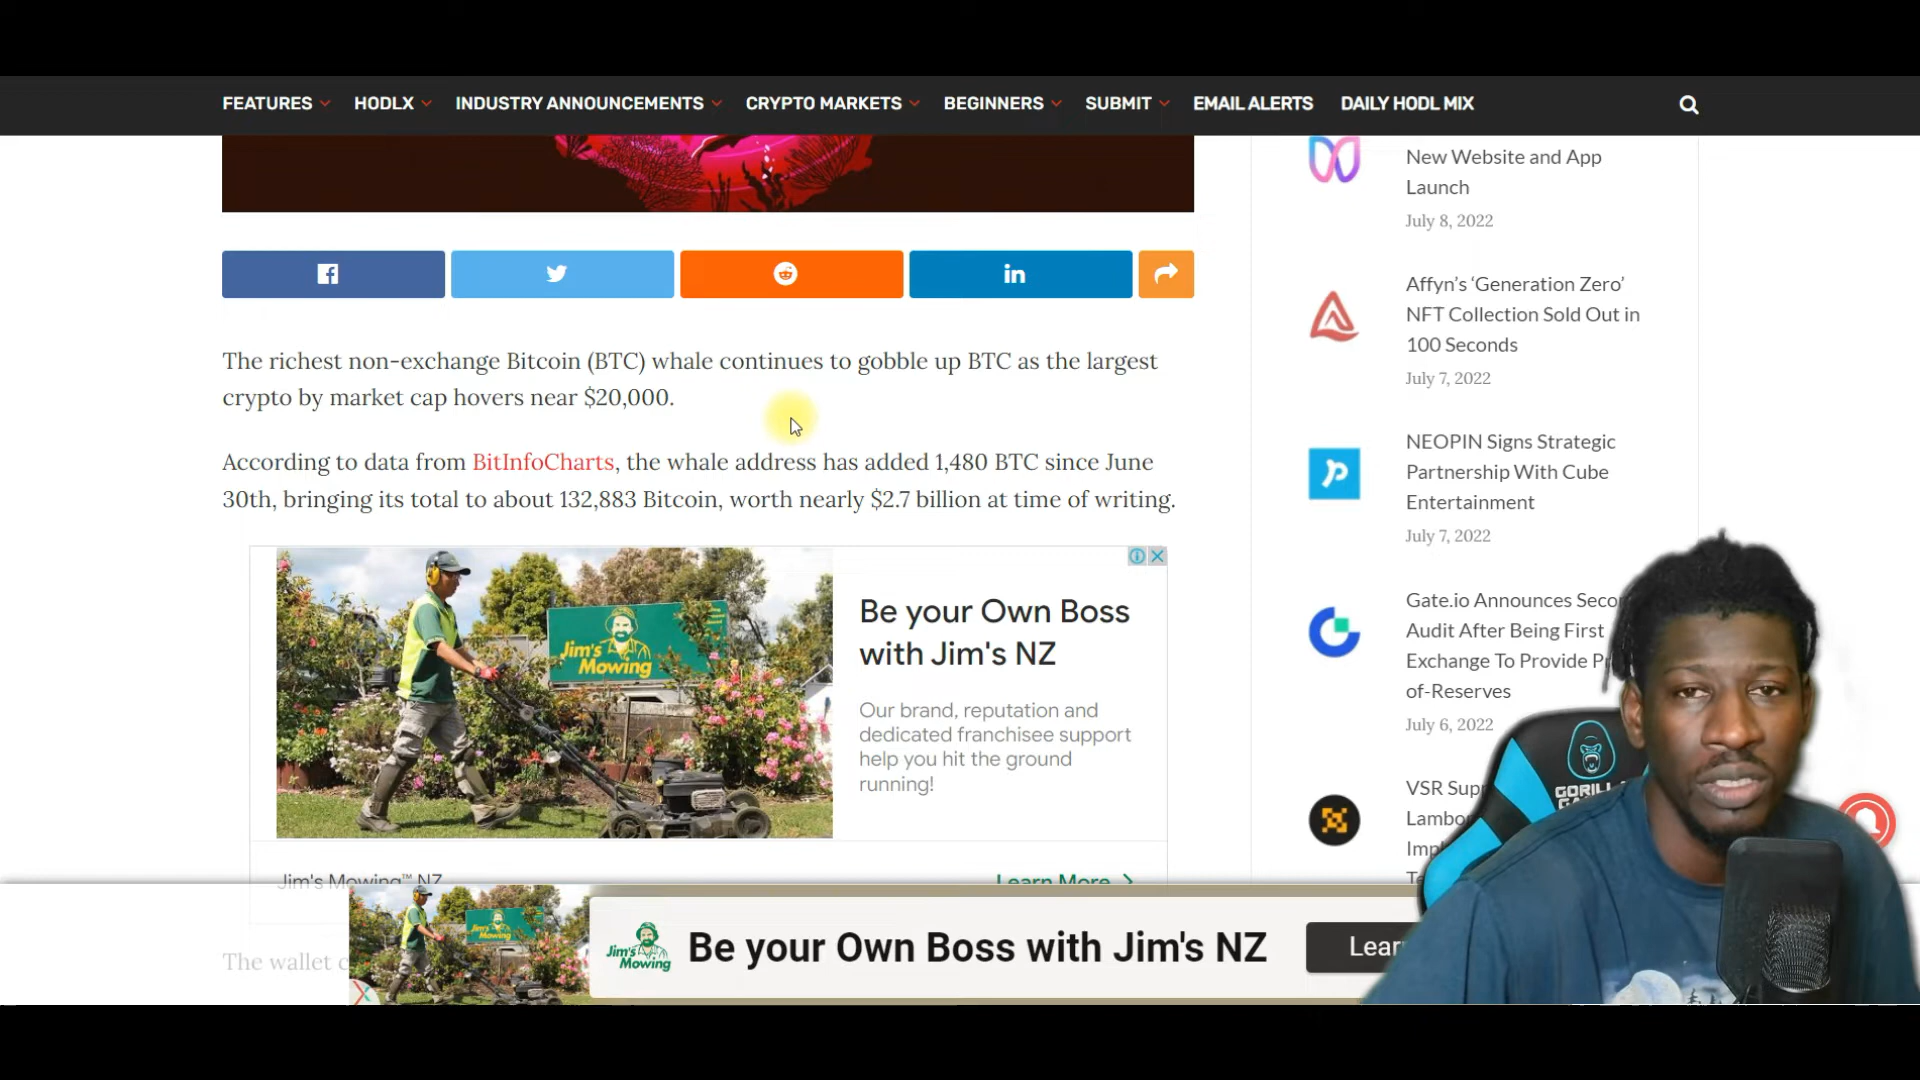 FEATURES HODLX INDUSTRY ANNOUNCEMENTS CRYPTO MARKETS BEGINNERS SUBMIT EMAIL ALERTS DAILY HODL MIX
The richest non-exchange Bitcoin (BTC) whale continues to gobble up BTC as the largest
crypto by market cap hovers near $20,000.
According to data from BitInfoCharts, the whale address has added 1,480 BTC since June
30th, bringing its total to about 132,883 Bitcoin, worth nearly $2.7 billion at time of writing.
Jim's
Mowing
Be your Own Boss
with Jim's NZ
Our brand, reputation and
dedicated franchisee support
help you hit the ground
running!
Jim's Mowing™ NZ
Learn More
The wallet
Jim's
Mowing
Be your Own Boss with Jim's NZ
Lear
New Website and App
Launch
July 8, 2022
Affyn's ‘Generation Zero’
NFT Collection Sold Out in
100 Seconds
July 7, 2022
NEOPIN Signs Strategic
Partnership With Cube
Entertainment
July 7, 2022
Gate.io Announces Seco
Audit After Being First
Exchange To Provide P
of-Reserves
July 6, 2022
VSR Sup
Lambo
Imp
Te
GORILL